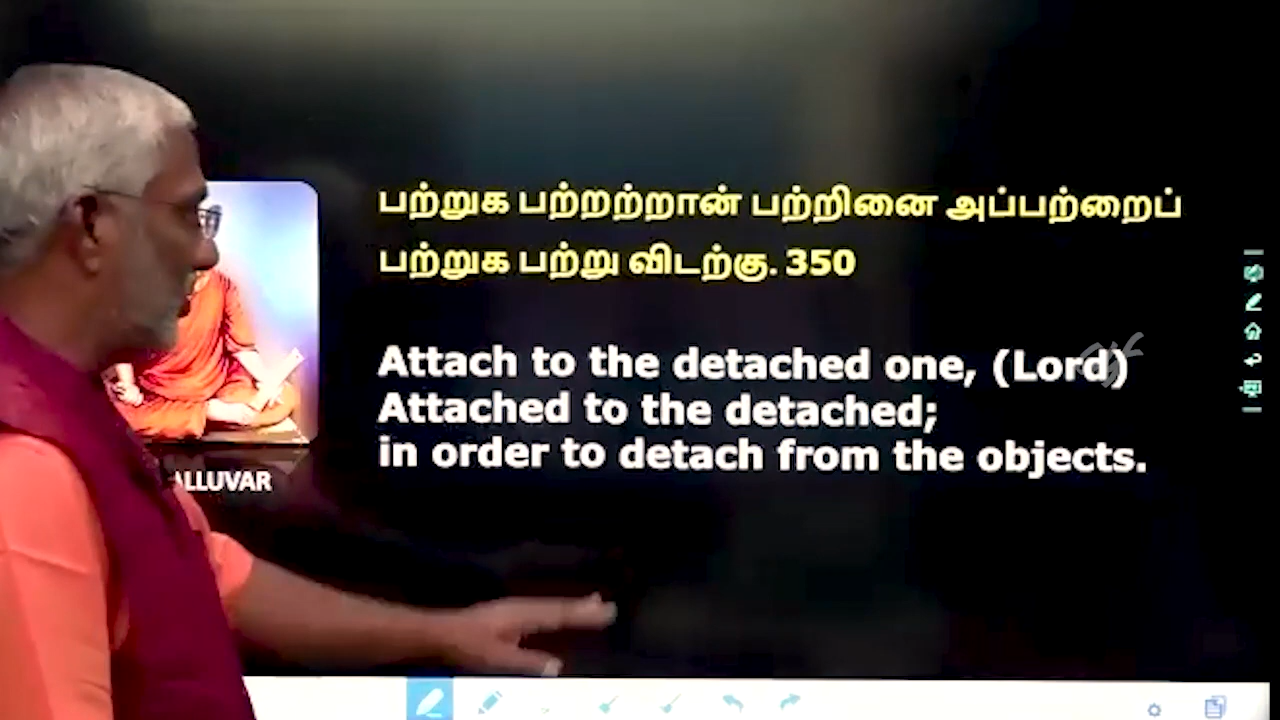 பற்றுக பற்றற்றான் பற்றினை அப்பற்றைப்
பற்றுக பற்று விடற்கு. 350
Attach to the detached one, (Lord)
Attached to the detached;
in order to detach from the objects.